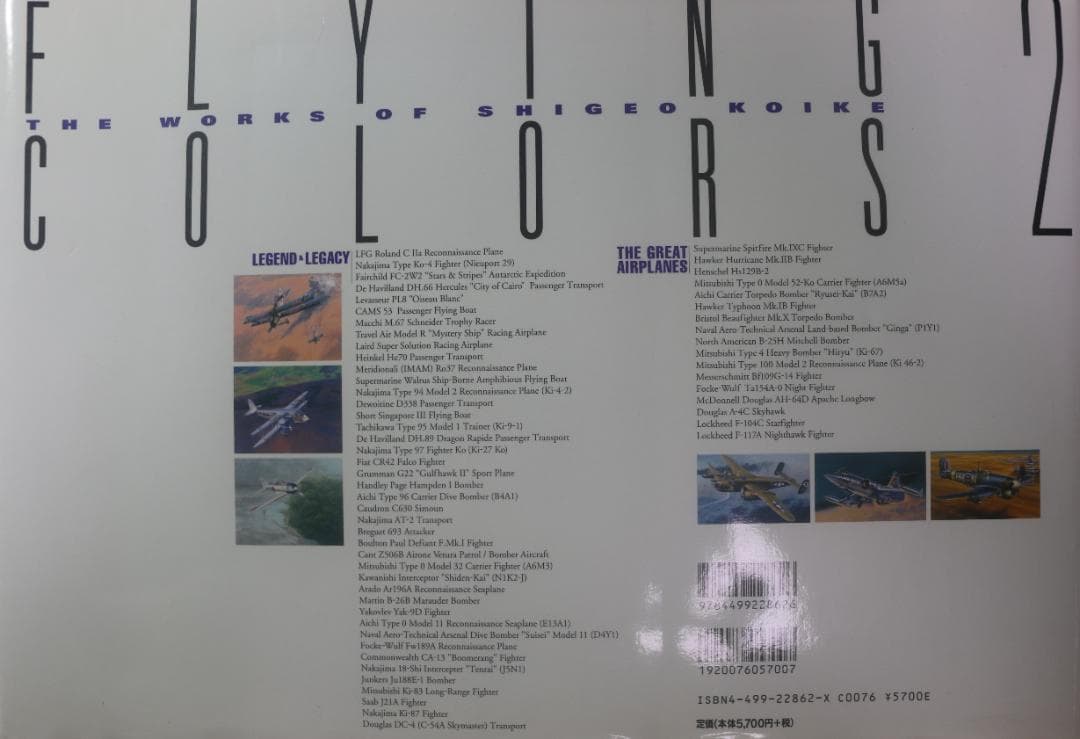 FLYING 2
THE WORKS OF SHIGEO KOIKE
COLORS
LEGEND & LEGACY
LFG Roland C IIa Reconnaissance Plane
Nakajima Type Ko-4 Fighter (Nieuport 29)
Fairchild FC-2W2 "Stars & Stripes" Antarctic Expedition
De Havilland DH.66 Hercules "City of Cairo" Passenger Transport
Levasseur PL8 "Oiseau Blanc"
CAMS 53 Passenger Flying Boat
Macchi M.67 Schneider Trophy Racer
Travel Air Model R "Mystery Ship" Racing Airplane
Laird Super Solution Racing Airplane
Heinkel He70 Passenger Transport
Meridionali (IMAM) Ro37 Reconnaissance Plane
Supermarine Walrus Ship-Borne Amphibious Flying Boat
Nakajima Type 94 Model 2 Reconnaissance Plane (Ki-4-2)
Dewoitine D338 Passenger Transport
Short Singapore III Flying Boat
Tachikawa Type 95 Model 1 Trainer (Ki-9-1)
De Havilland DH.89 Dragon Rapide Passenger Transport
Nakajima Type 97 Fighter Ko (Ki-27 Ko)
Fiat CR42 Falco Fighter
Grumman G22 "Gulfhawk II" Sport Plane
Handley Page Hampden I Bomber
Aichi Type 96 Carrier Dive Bomber (B4A1)
Caudron C630 Simoun
Nakajima AT-2 Transport
Breguet 693 Attacker
Boulton Paul Defiant F.Mk.I Fighter
Cant Z506B Airone Vetura Patrol / Bomber Aircraft
Mitsubishi Type 0 Model 32 Carrier Fighter (A6M3)
Kawanishi Interceptor "Shiden-Kai" (N1K2-J)
Arado Ar196A Reconnaissance Seaplane
Martin B-26B Marauder Bomber
Yakovlev Yak-9D Fighter
Aichi Type 0 Model 11 Reconnaissance Seaplane (E13A1)
Naval Aero-Technical Arsenal Dive Bomber "Suisei" Model 11 (D4Y1)
Focke-Wulf Fw189A Reconnaissance Plane
Commonwealth CA-13 "Boomerang" Fighter
Nakajima 18-Shi Intercepter "Tenrai" (J5N1)
Junkers Ju188E-1 Bomber
Mitsubishi Ki-83 Long-Range Fighter
Saab J21A Fighter
Nakajima Ki-87 Fighter
Douglas DC-4 (C-54A Skymaster) Transport
THE GREAT
AIRPLANES
Supermarine Spitfire Mk.IXC Fighter
Hawker Hurricane Mk.IIB Fighter
Henschel Hs129B-2
Mitsubishi Type 0 Model 52-Ko Carrier Fighter (A6M5a)
Aichi Carrier Torpedo Bomber "Ryusei-Kai" (B7A2)
Hawker Typhoon Mk.IB Fighter
Bristol Beaufighter Mk.X Torpedo Bomber
Naval Aero-Technical Arsenal Land-based Bomber "Ginga" (P1Y1)
North American B-25H Mitchell Bomber
Mitsubishi Type 4 Heavy Bomber "Hiryu" (Ki-67)
Mitsubishi Type 100 Model 2 Reconnaissance Plane (Ki 46-2)
Messerschmitt Bf109G-14 Fighter
Focke-Wulf Ta154A-0 Night Fighter
McDonnell Douglas AH-64D Apache Longbow
Douglas A-4C Skyhawk
Lockheed F-104C Starfighter
Lockheed F-117A Nighthawk Fighter
9784499228626
1920076057007
ISBN4-499-22862-X C0076 ¥5700E
定価(本体5,700円+税)